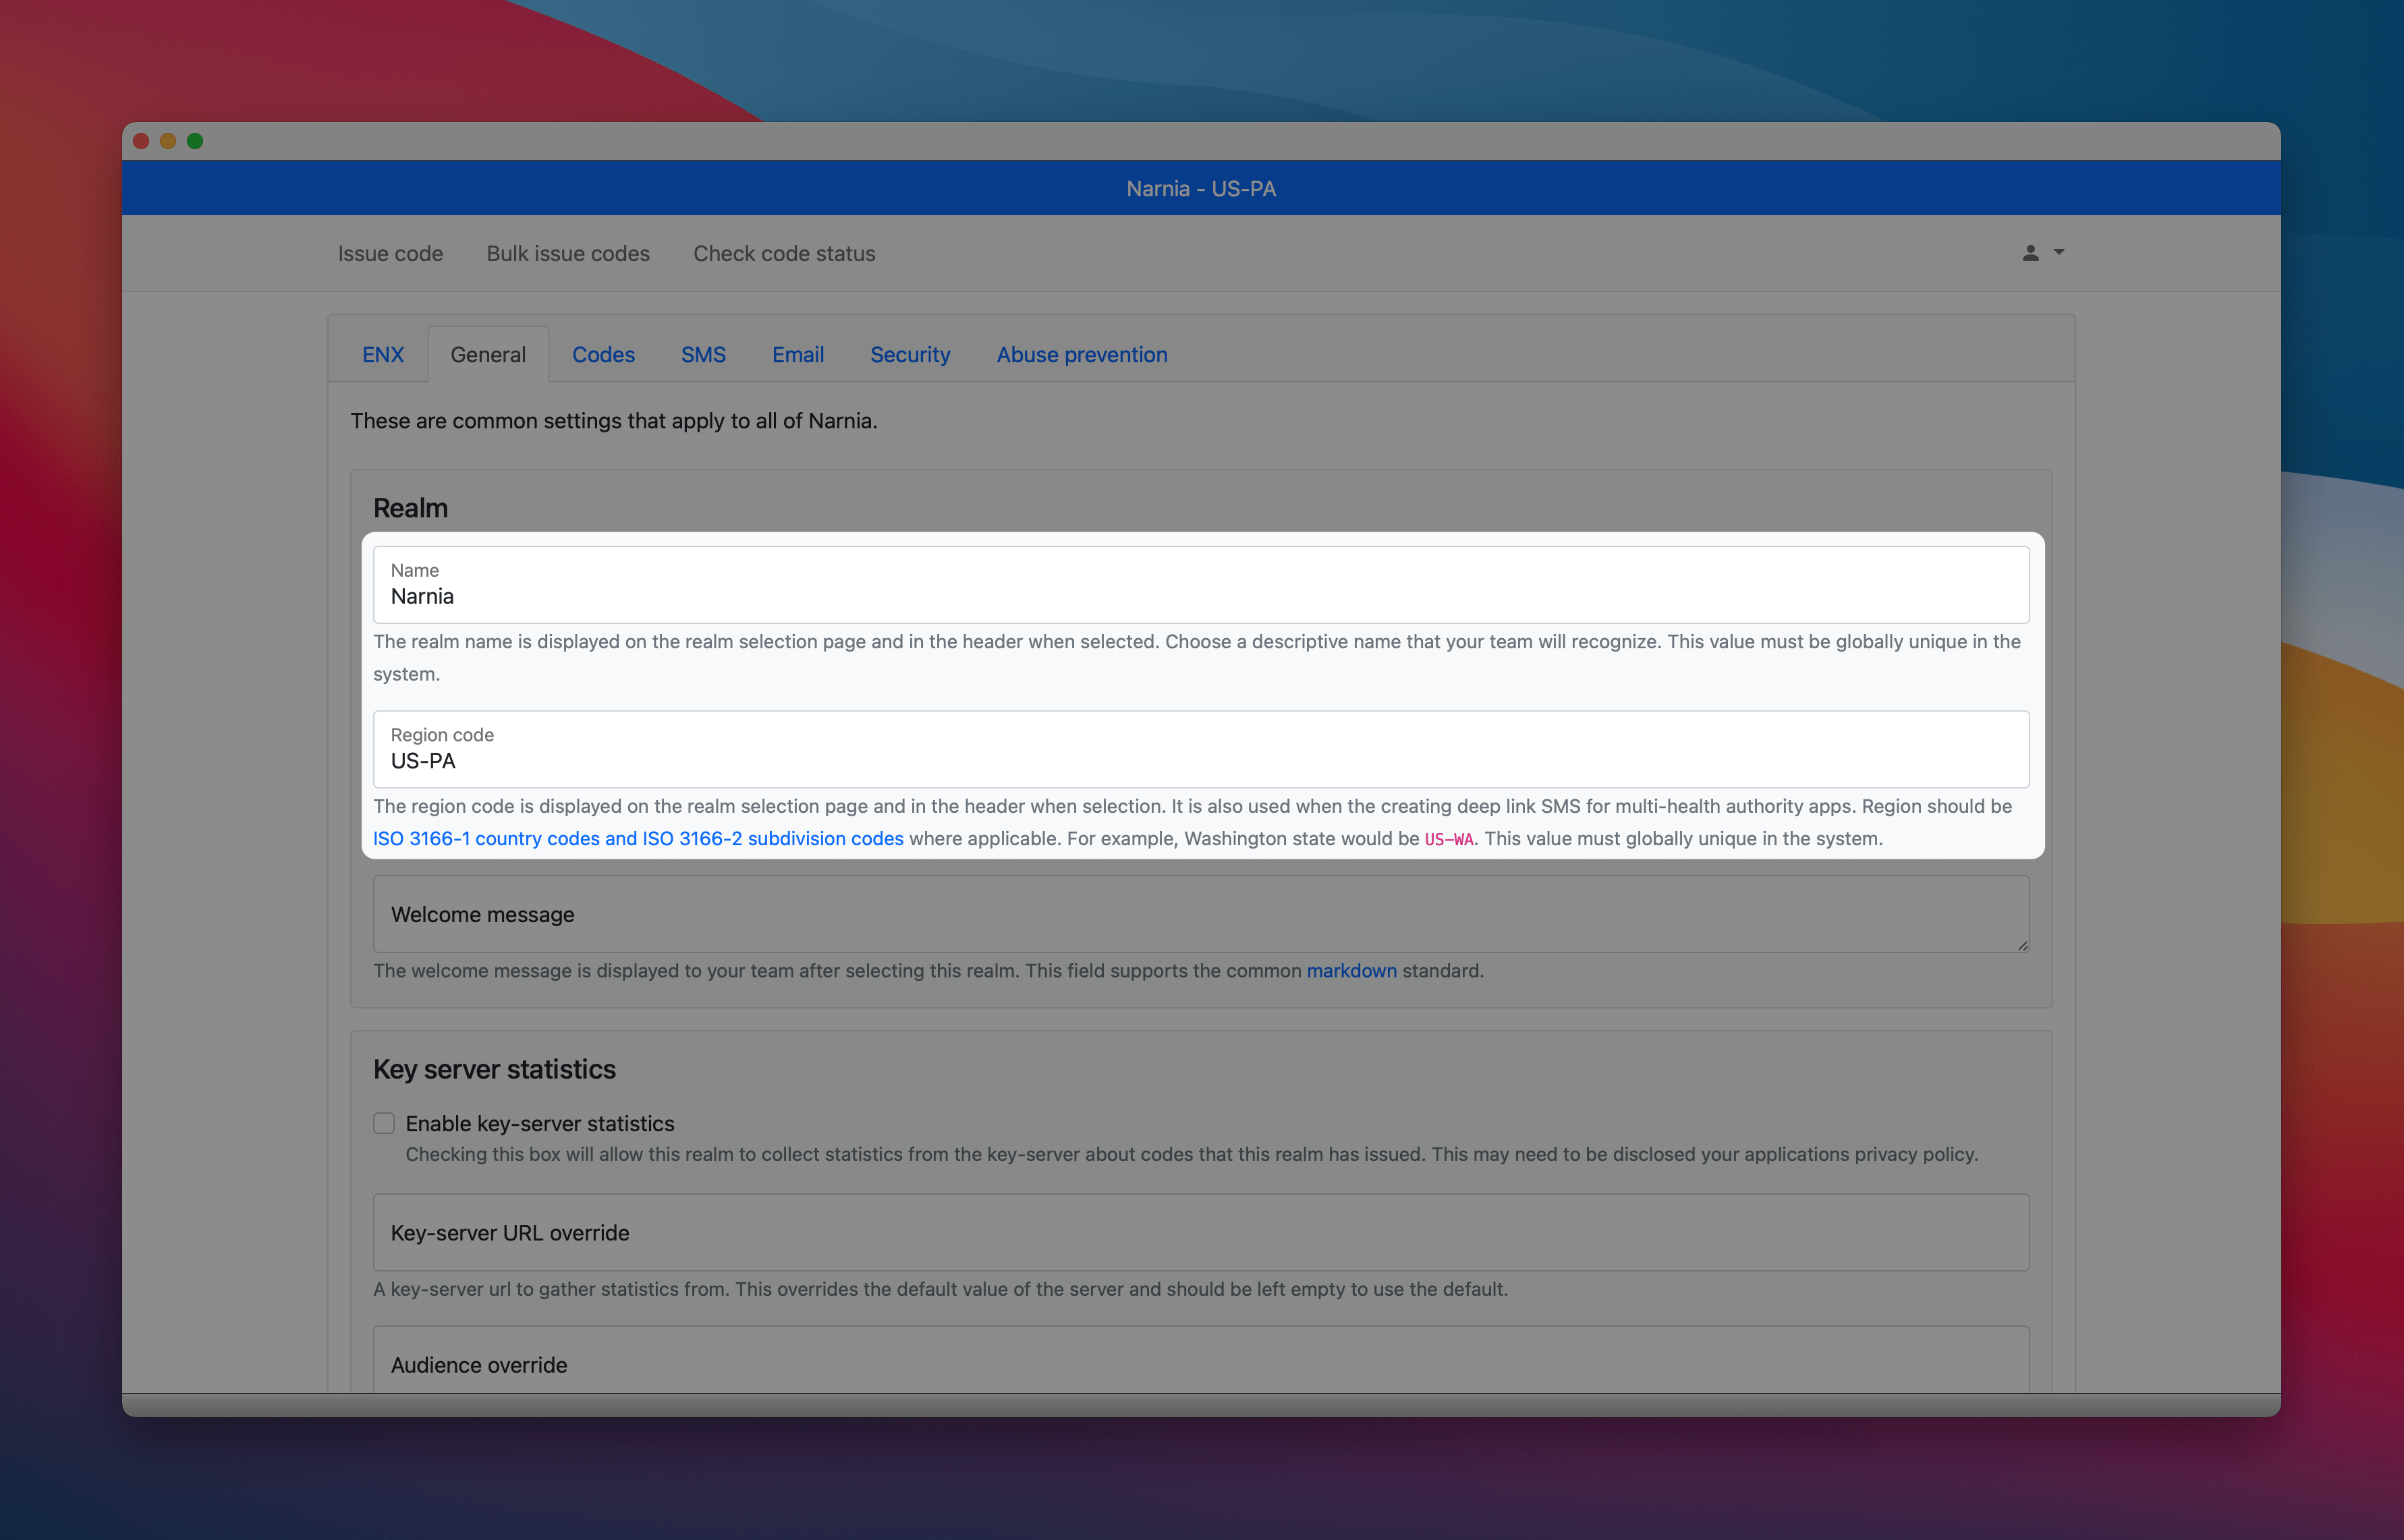 Narnia - US-PA
Issue code
Bulk issue codes
Check code status
ENX
General
Codes
SMS
Email
Security
Abuse prevention
These are common settings that apply to all of Narnia.
Realm
Name
Narnia
The realm name is displayed on the realm selection page and in the header when selected. Choose a descriptive name that your team will recognize. This value must be globally unique in the
system.
Region code
US-PA
The region code is displayed on the realm selection page and in the header when selection. It is also used when the creating deep link SMS for multi-health authority apps. Region should be
ISO 3166-1 country codes and ISO 3166-2 subdivision codes where applicable. For example, Washington state would be US-WA. This value must globally unique in the system.
Welcome message
The welcome message is displayed to your team after selecting this realm. This field supports the common markdown standard.
Key server statistics
Enable key-server statistics
Checking this box will allow this realm to collect statistics from the key-server about codes that this realm has issued. This may need to be disclosed your applications privacy policy.
Key-server URL override
A key-server url to gather statistics from. This overrides the default value of the server and should be left empty to use the default.
Audience override